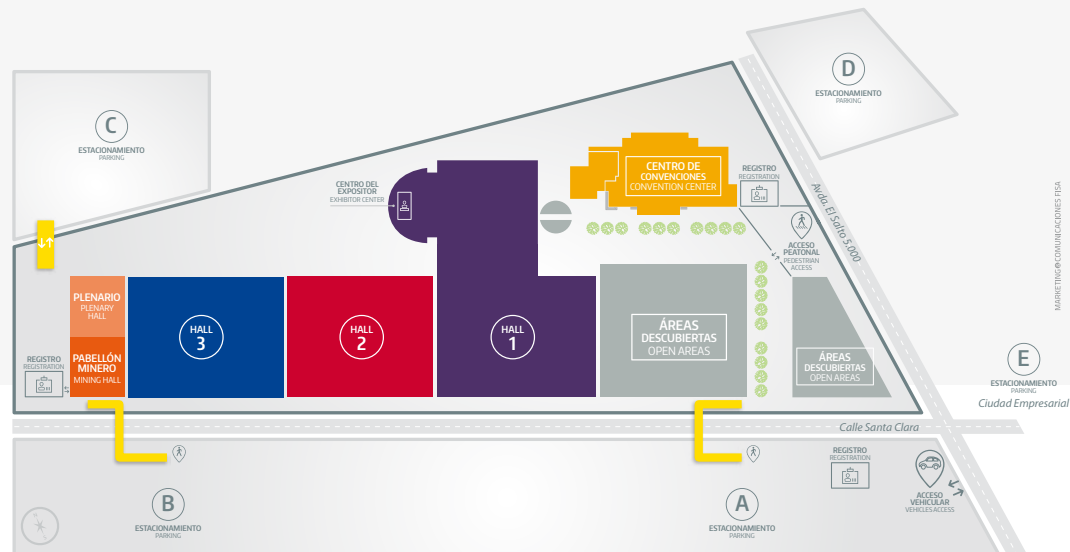 D
ESTACIONAMIENTO
PARKING
C
ESTACIONAMIENTO
PARKING
CENTRO DE
CONVENCIONES
CONVENTION CENTER
REGISTRO
REGISTRATION
CENTRO DEL
EXPOSITOR
EXHIBITOR CENTER
Avda. El Salto 5.000
MARKETING@COMUNICACIONES FISA
ACCESO
PEATONAL
PEDESTRIAN
ACCESS
PLENARIO
PLENARY
HALL
HALL
3
HALL
2
HALL
1
ÁREAS
DESCUBIERTAS
OPEN AREAS
ÁREAS
DESCUBIERTAS
OPEN AREAS
REGISTRO
REGISTRATION
PABELLÓN
MINERO
MINING HALL
E
ESTACIONAMIENTO
PARKING
Ciudad Empresarial
Calle Santa Clara
REGISTRO
REGISTRATION
ACCESO
VEHICULAR
VEHICLES ACCESS
B
ESTACIONAMIENTO
PARKING
A
ESTACIONAMIENTO
PARKING